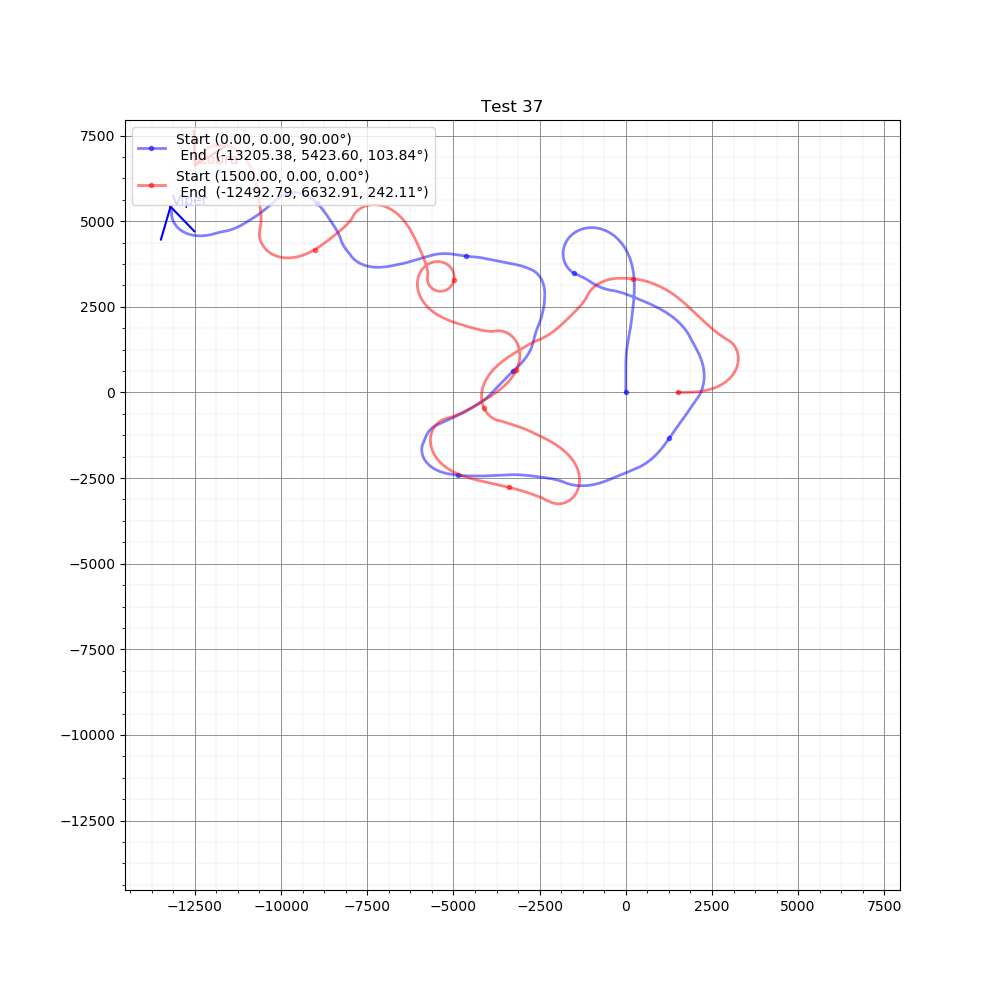 Test 37
Start (0.00, 0.00, 90.00°)
End (-13205.38, 5423.60, 103.84°)
Start (1500.00, 0.00, 0.00°)
End (-12492.79, 6632.91, 242.11°)
Viper
7500
5000
2500
0
−2500
−5000
−7500
−10000
−12500
−12500 −10000 −7500 −5000 −2500 0 2500 5000 7500